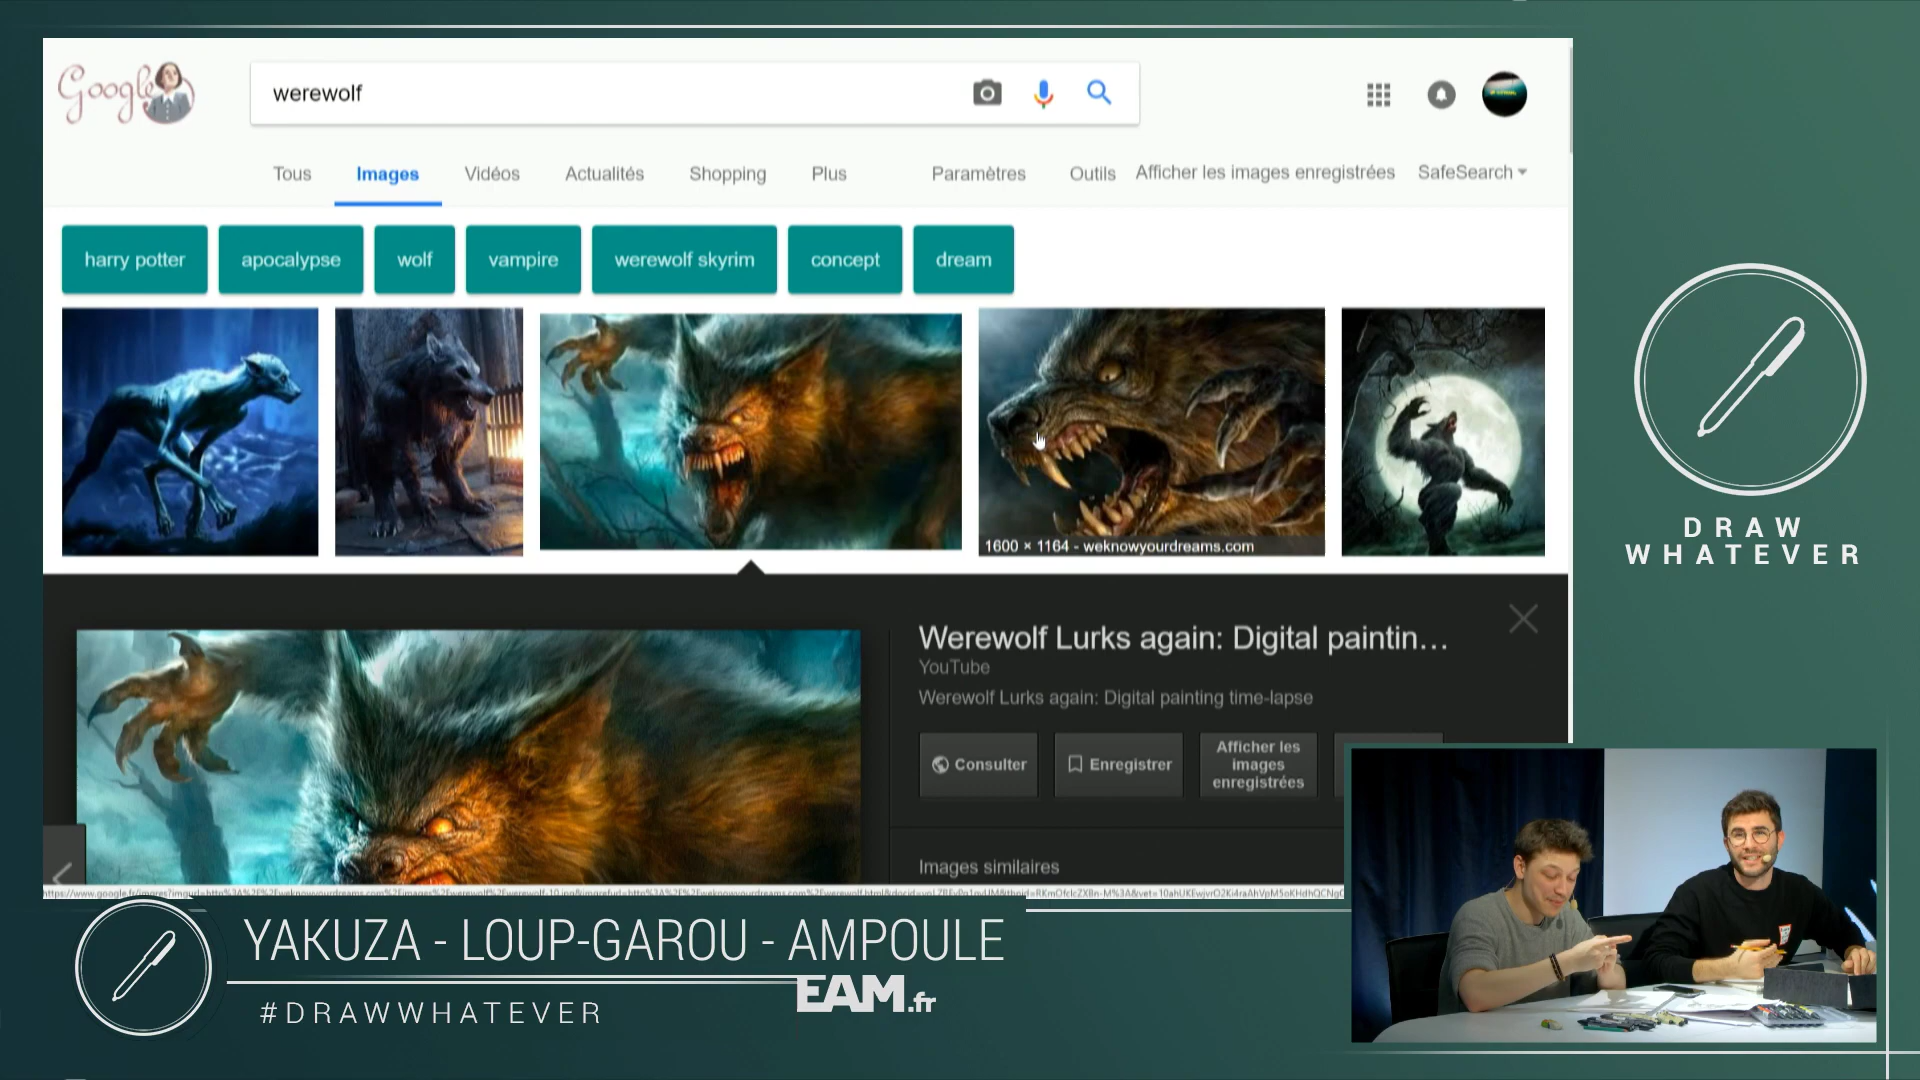 Google
werewolf
Tous Images Vidéos Actualités Shopping Plus Paramètres Outils Afficher les images enregistrées SafeSearch
harry potter apocalypse wolf vampire werewolf skyrim concept dream
1600 × 1164 - weknowyourdreams.com
DRAW
WHATEVER
Werewolf Lurks again: Digital paintin...
YouTube
Werewolf Lurks again: Digital painting time-lapse
Consulter Enregistrer Afficher les
images
enregistrées
Images similaires
YAKUZA - LOUP-GAROU - AMPOULE
EAM.fr
#DRAWWHATEVER